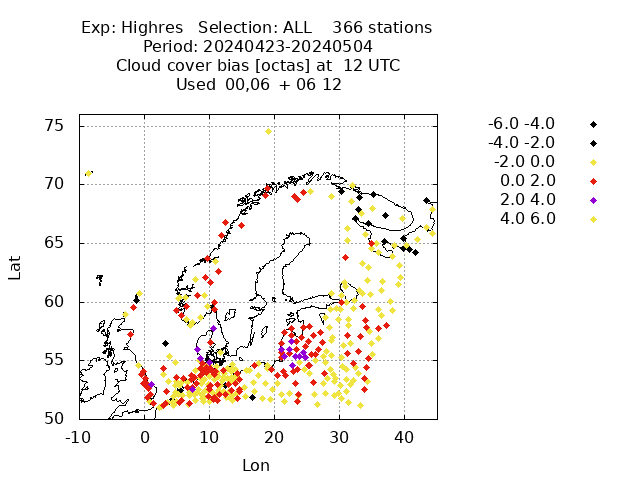 Exp: Highres Selection: ALL 366 stations
Period: 20240423-20240504
Cloud cover bias [octas] at 12 UTC
Used 00,06 + 06 12
-6.0 -4.0
-4.0 -2.0
-2.0 0.0
0.0 2.0
2.0 4.0
4.0 6.0
75
70
65
60
55
50
Lat
-10 0 10 20 30 40
Lon